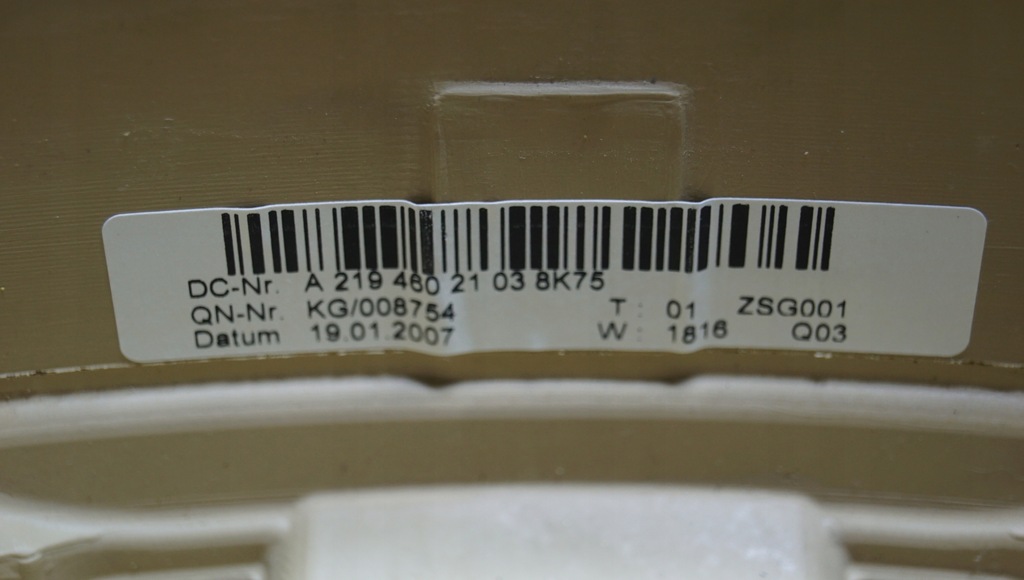 DC-Nr. A 219 460 21 03 8K75
QN-Nr. KG/008754 T: 01 ZSG001
Datum 19.01.2007 W: 1816 Q03